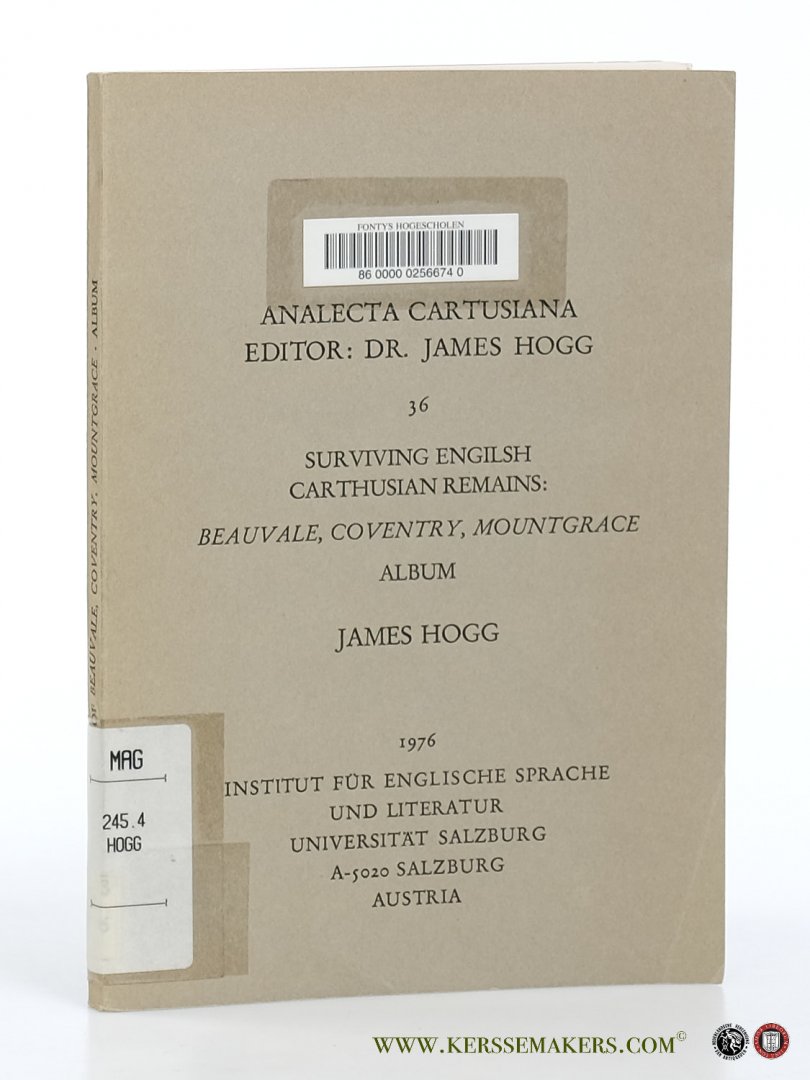 FONTYS HOGESCHOLEN
86 0000 0256674 0
ANALECTA CARTUSIANA
EDITOR: DR. JAMES HOGG
36
SURVIVING ENGILSH
CARTHUSIAN REMAINS:
BEAUVALE, COVENTRY, MOUNTGRACE
ALBUM
JAMES HOGG
1976
INSTITUT FÜR ENGLISCHE SPRACHE
UND LITERATUR
UNIVERSITÄT SALZBURG
A-5020 SALZBURG
AUSTRIA
OF BEAUVALE, COVENTRY, MOUNTGRACE · ALBUM
MAG
245.4
HOGG
WWW.KERSSEMAKERS.COM©